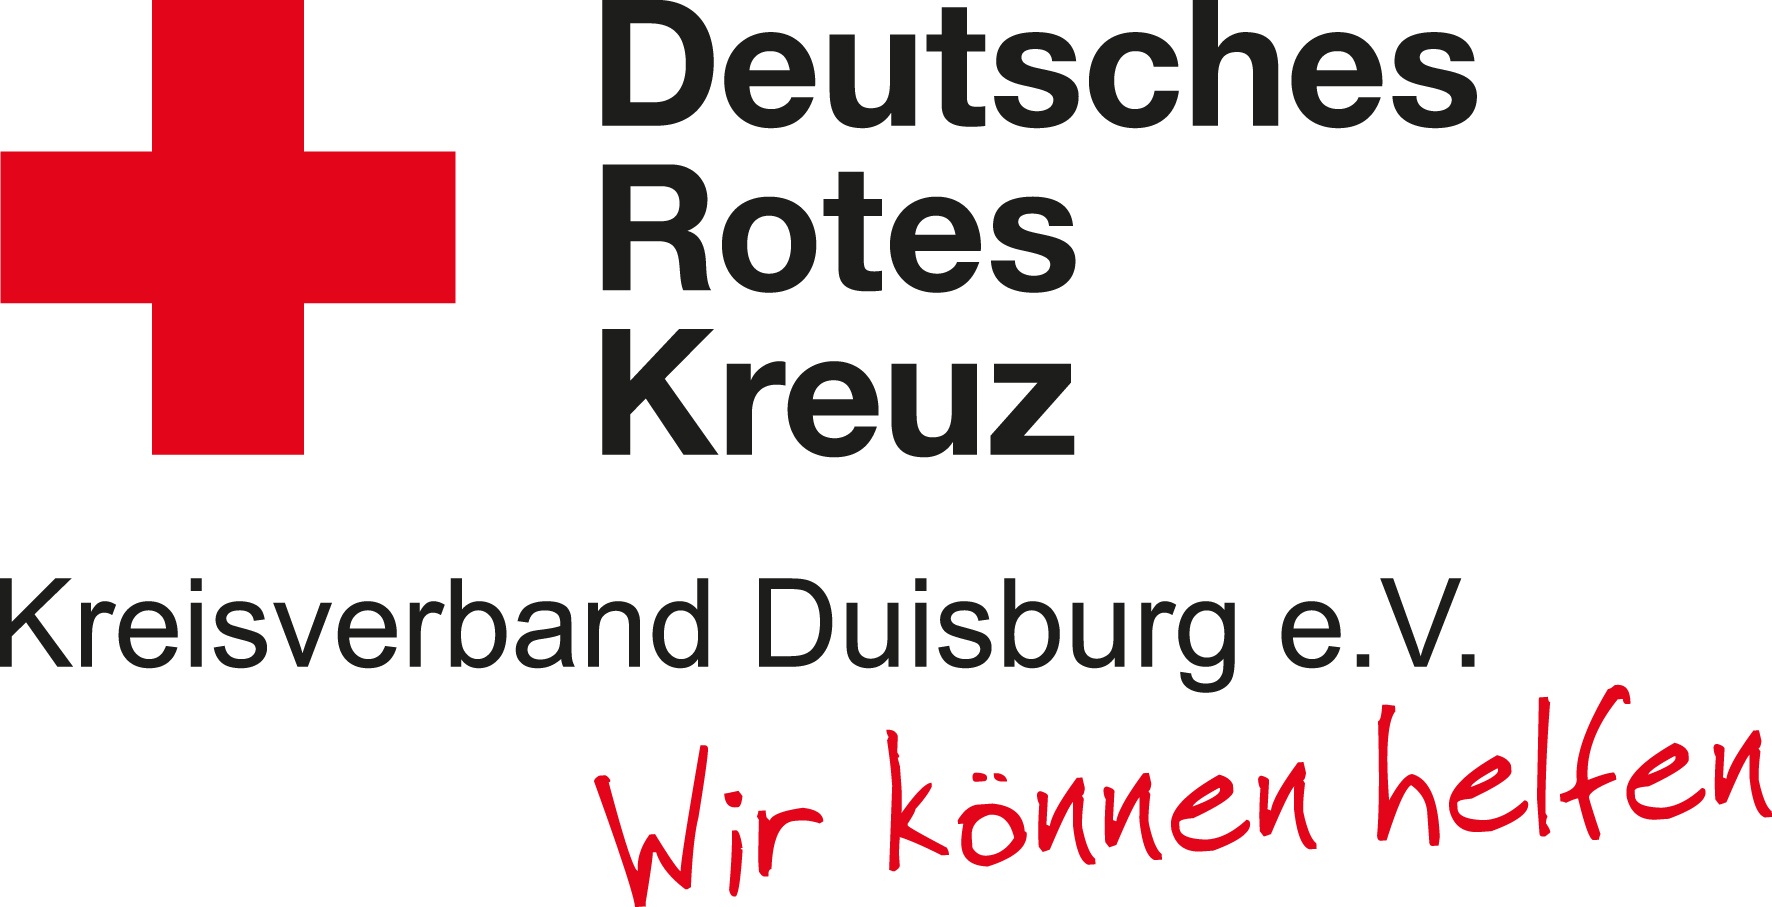 Deutsches
Rotes
Kreuz
Kreisverband Duisburg e.V.
Wir können helfen